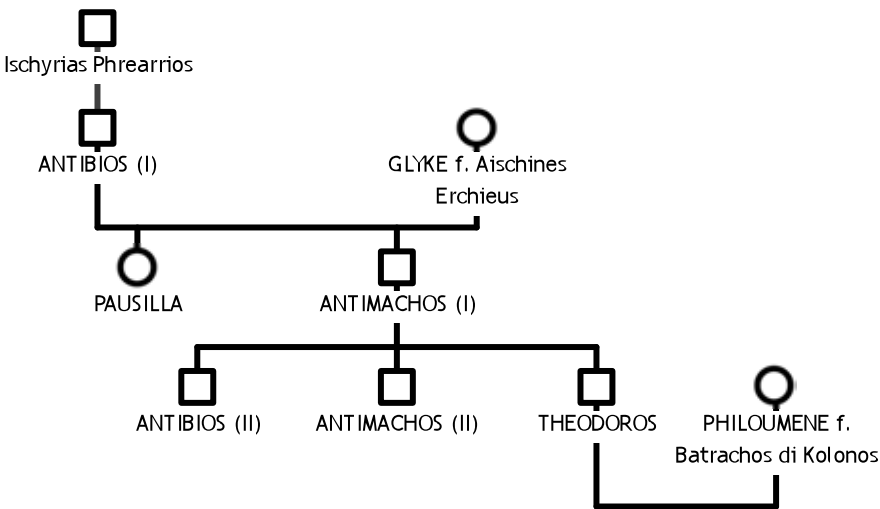 Ischyrias Phrearrios
ANTIBIOS (I)
GLYKE f. Aischines
Erchieus
PAUSILLA
ANTIMACHOS (I)
ANTIBIOS (II)
ANTIMACHOS (II)
THEODOROS
PHILOUMENE f.
Batrachos di Kolonos